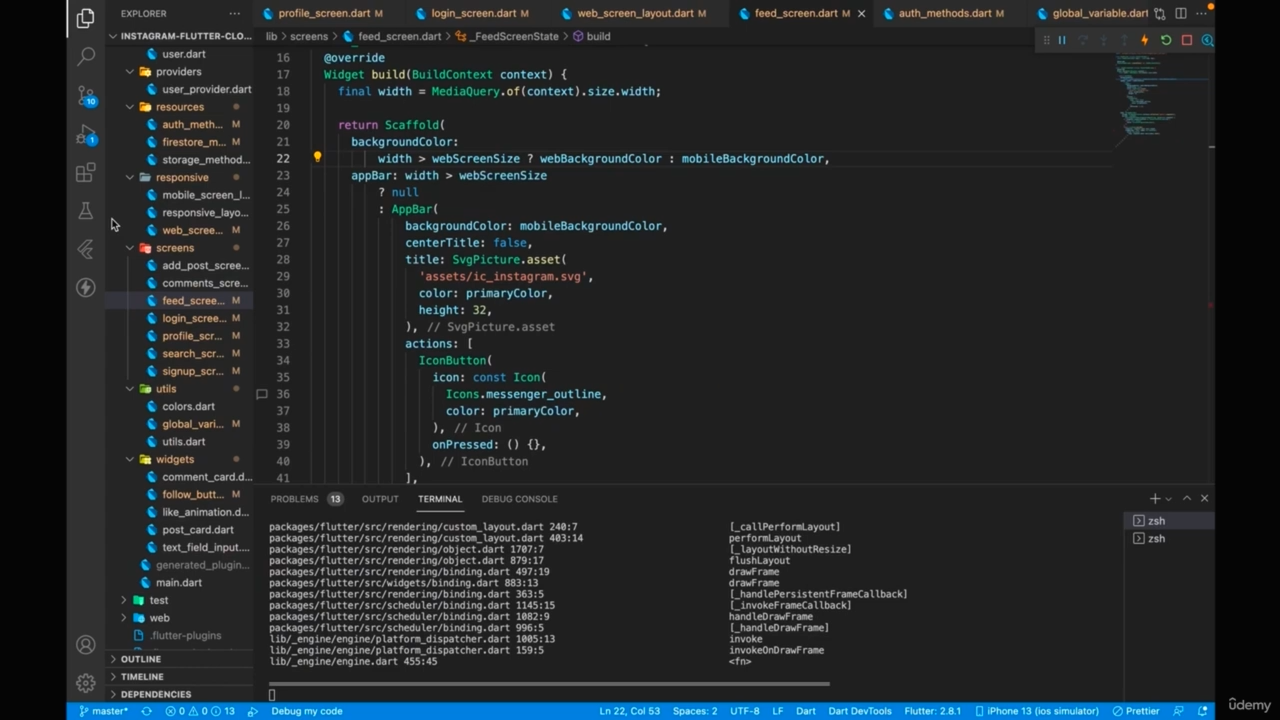 EXPLORER
profile_screen.dart M
login_screen.dart M
web_screen_layout.dart M
feed_screen.dart M
auth_methods.dart M
global_variable.dart
INSTAGRAM-FLUTTER-CLO...
lib > screens > feed_screen.dart > _FeedScreenState > build
user.dart
providers
user_provider.dart
resources
auth_meth... M
firestore_m... M
storage_method...
responsive
mobile_screen_l...
responsive_layo...
web_scree... M
screens
add_post_scree...
comments_scre...
feed_scree... M
login_scree... M
profile_scr... M
search_scr... M
signup_scr... M
utils
colors.dart
global_vari... M
utils.dart
widgets
comment_card.d...
follow_butt... M
like_animation.d...
post_card.dart
text_field_input....
generated_plugin...
main.dart
test
web
.flutter-plugins
OUTLINE
TIMELINE
DEPENDENCIES
10
1
16 @override
17 Widget build(BuildContext context) {
18 final width = MediaQuery.of(context).size.width;
19
20 return Scaffold(
21 backgroundColor:
22 width > webScreenSize ? webBackgroundColor : mobileBackgroundColor,
23 appBar: width > webScreenSize
24 ? null
25 : AppBar(
26 backgroundColor: mobileBackgroundColor,
27 centerTitle: false,
28 title: SvgPicture.asset(
29 'assets/ic_instagram.svg',
30 color: primaryColor,
31 height: 32,
32 ), // SvgPicture.asset
33 actions: [
34 IconButton(
35 icon: const Icon(
36 Icons.messenger_outline,
37 color: primaryColor,
38 ), // Icon
39 onPressed: () {},
40 ), // IconButton
41 ],
PROBLEMS 13 OUTPUT TERMINAL DEBUG CONSOLE
packages/flutter/src/rendering/custom_layout.dart 240:7 [_callPerformLayout]
packages/flutter/src/rendering/custom_layout.dart 403:14 performLayout
packages/flutter/src/rendering/object.dart 1707:7 [_layoutWithoutResize]
packages/flutter/src/rendering/object.dart 879:17 flushLayout
packages/flutter/src/rendering/binding.dart 497:19 drawFrame
packages/flutter/src/widgets/binding.dart 883:13 drawFrame
packages/flutter/src/rendering/binding.dart 363:5 [_handlePersistentFrameCallback]
packages/flutter/src/scheduler/binding.dart 1145:15 [_invokeFrameCallback]
packages/flutter/src/scheduler/binding.dart 1082:9 handleDrawFrame
packages/flutter/src/scheduler/binding.dart 996:5 [_handleDrawFrame]
lib/_engine/engine/platform_dispatcher.dart 1005:13 invoke
lib/_engine/engine/platform_dispatcher.dart 159:5 invokeOnDrawFrame
lib/_engine/engine.dart 455:45 <fn>
zsh
zsh
master* 0 0 13 Debug my code Ln 22, Col 53 Spaces: 2 UTF-8 LF Dart Dart DevTools Flutter: 2.8.1 iPhone 13 (ios simulator) Prettier
udemy